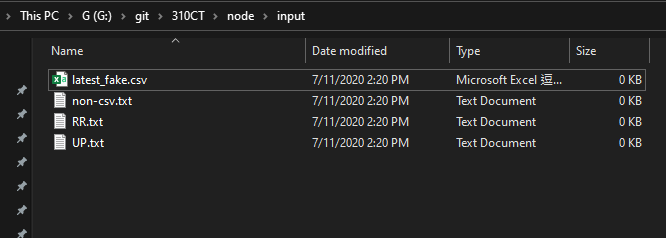 This PC > G (G:) > git > 310CT > node > input
Name Date modified Type Size
latest_fake.csv 7/11/2020 2:20 PM Microsoft Excel 逗... 0 KB
non-csv.txt 7/11/2020 2:20 PM Text Document 0 KB
RR.txt 7/11/2020 2:20 PM Text Document 0 KB
UP.txt 7/11/2020 2:20 PM Text Document 0 KB